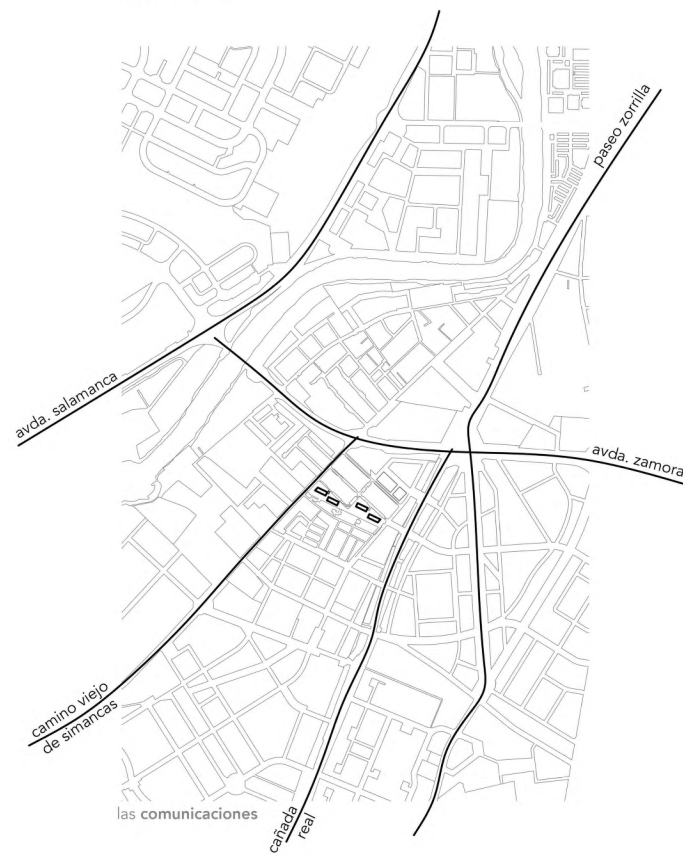 paseo zorrilla
avda. salamanca
avda. zamora
camino viejo
de simancas
las comunicaciones
cañada
real